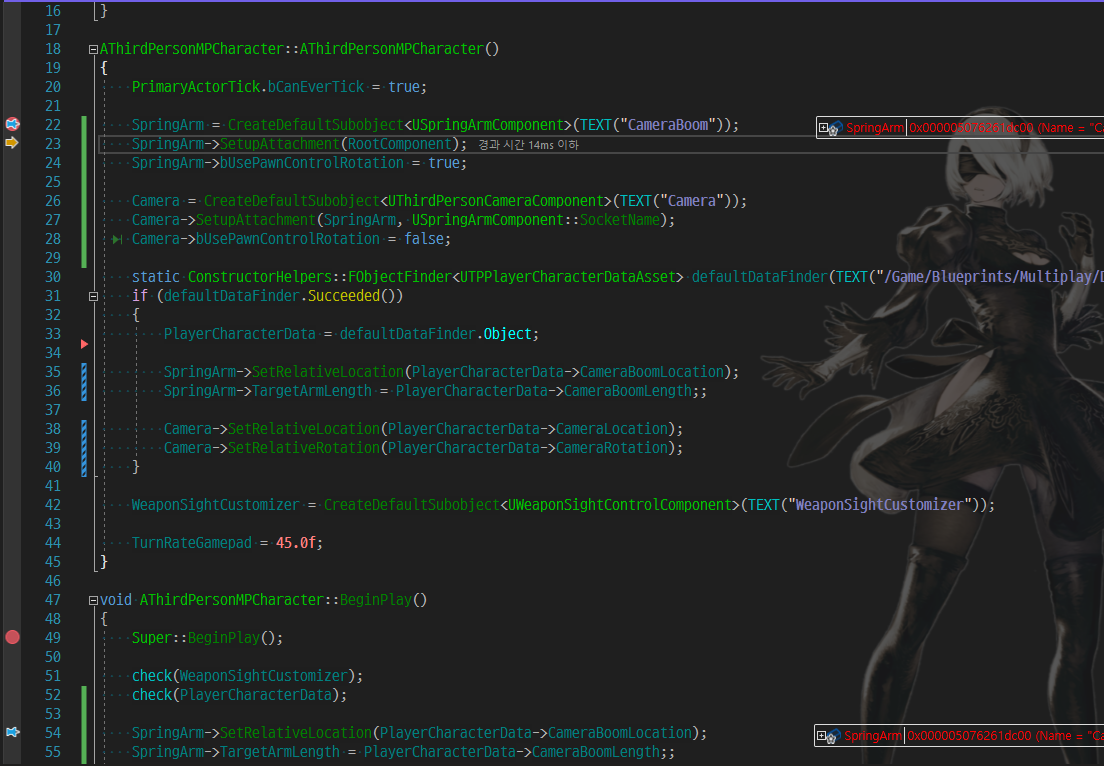 16 }
17
18 AThirdPersonMPCharacter::AThirdPersonMPCharacter()
19 {
20 PrimaryActorTick.bCanEverTick = true;
21
22 SpringArm = CreateDefaultSubobject<USpringArmComponent>(TEXT("CameraBoom")); SpringArm 0x000005076261dc00 (Name = "Ca
23 SpringArm->SetupAttachment(RootComponent); 경과 시간 14ms 이하
24 SpringArm->bUsePawnControlRotation = true;
25
26 Camera = CreateDefaultSubobject<UThirdPersonCameraComponent>(TEXT("Camera"));
27 Camera->SetupAttachment(SpringArm, USpringArmComponent::SocketName);
28 Camera->bUsePawnControlRotation = false;
29
30 static ConstructorHelpers::FObjectFinder<UTPPlayerCharacterDataAsset> defaultDataFinder(TEXT("/Game/Blueprints/Multiplay/D
31 if (defaultDataFinder.Succeeded())
32 {
33 PlayerCharacterData = defaultDataFinder.Object;
34
35 SpringArm->SetRelativeLocation(PlayerCharacterData->CameraBoomLocation);
36 SpringArm->TargetArmLength = PlayerCharacterData->CameraBoomLength;;
37
38 Camera->SetRelativeLocation(PlayerCharacterData->CameraLocation);
39 Camera->SetRelativeRotation(PlayerCharacterData->CameraRotation);
40 }
41
42 WeaponSightCustomizer = CreateDefaultSubobject<UWeaponSightControlComponent>(TEXT("WeaponSightCustomizer"));
43
44 TurnRateGamepad = 45.0f;
45 }
46
47 void AThirdPersonMPCharacter::BeginPlay()
48 {
49 Super::BeginPlay();
50
51 check(WeaponSightCustomizer);
52 check(PlayerCharacterData);
53
54 SpringArm->SetRelativeLocation(PlayerCharacterData->CameraBoomLocation); SpringArm 0x000005076261dc00 (Name = "Ca
55 SpringArm->TargetArmLength = PlayerCharacterData->CameraBoomLength;;